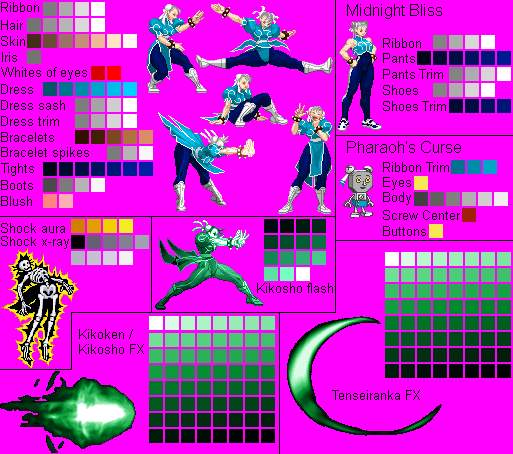 Ribbon
Hair
Skin
Iris
Whites of eyes
Dress
Dress sash
Dress trim
Bracelets
Bracelet spikes
Tights
Boots
Blush
Midnight Bliss
Ribbon
Pants
Pants Trim
Shoes
Shoes Trim
Pharaoh's Curse
Ribbon Trim
Eyes
Body
Screw Center
Buttons
Shock aura
Shock x-ray
Kikosho flash
Kikoken /
Kikosho FX
Tenseiranka FX